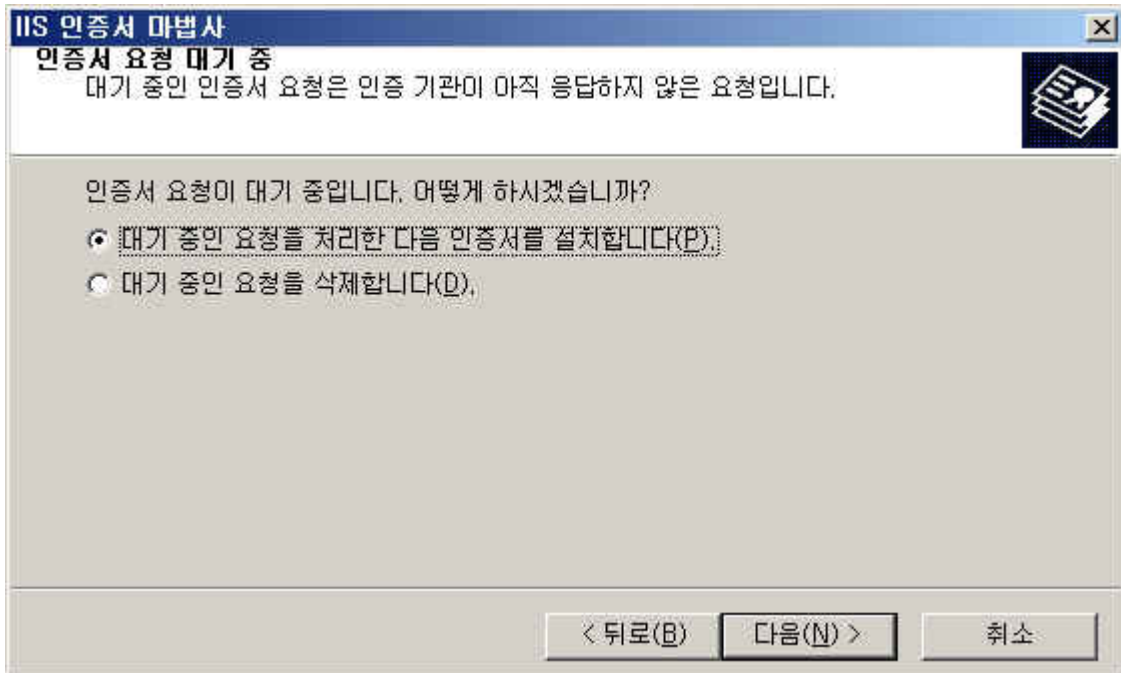 IIS 인증서 마법사
인증서 요청 대기 중
대기 중인 인증서 요청은 인증 기관이 아직 응답하지 않은 요청입니다.
인증서 요청이 대기 중입니다. 어떻게 하시겠습니까?
대기 중인 요청을 처리한 다음 인증서를 설치합니다(P).
대기 중인 요청을 삭제합니다(D).
< 뒤로(B) 다음(N) > 취소